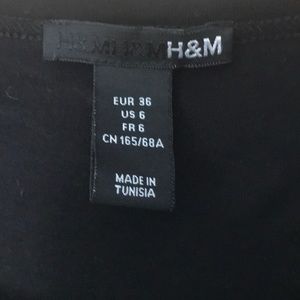 H&M H&M H&M
EUR 36
US 6
FR 6
CN 165/68A
MADE IN
TUNISIA